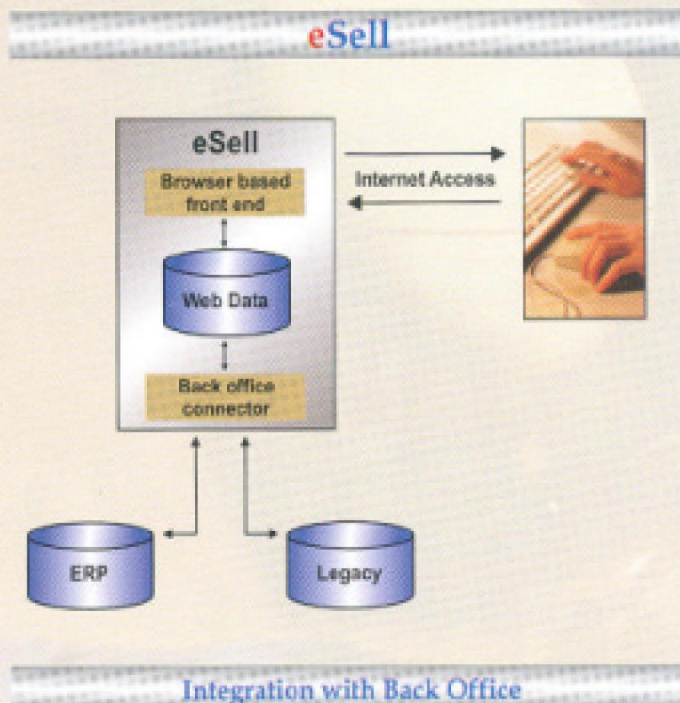 eSell
eSell
Browser based
front end
Internet Access
Web Data
Back office
connector
ERP
Legacy
Integration with Back Office